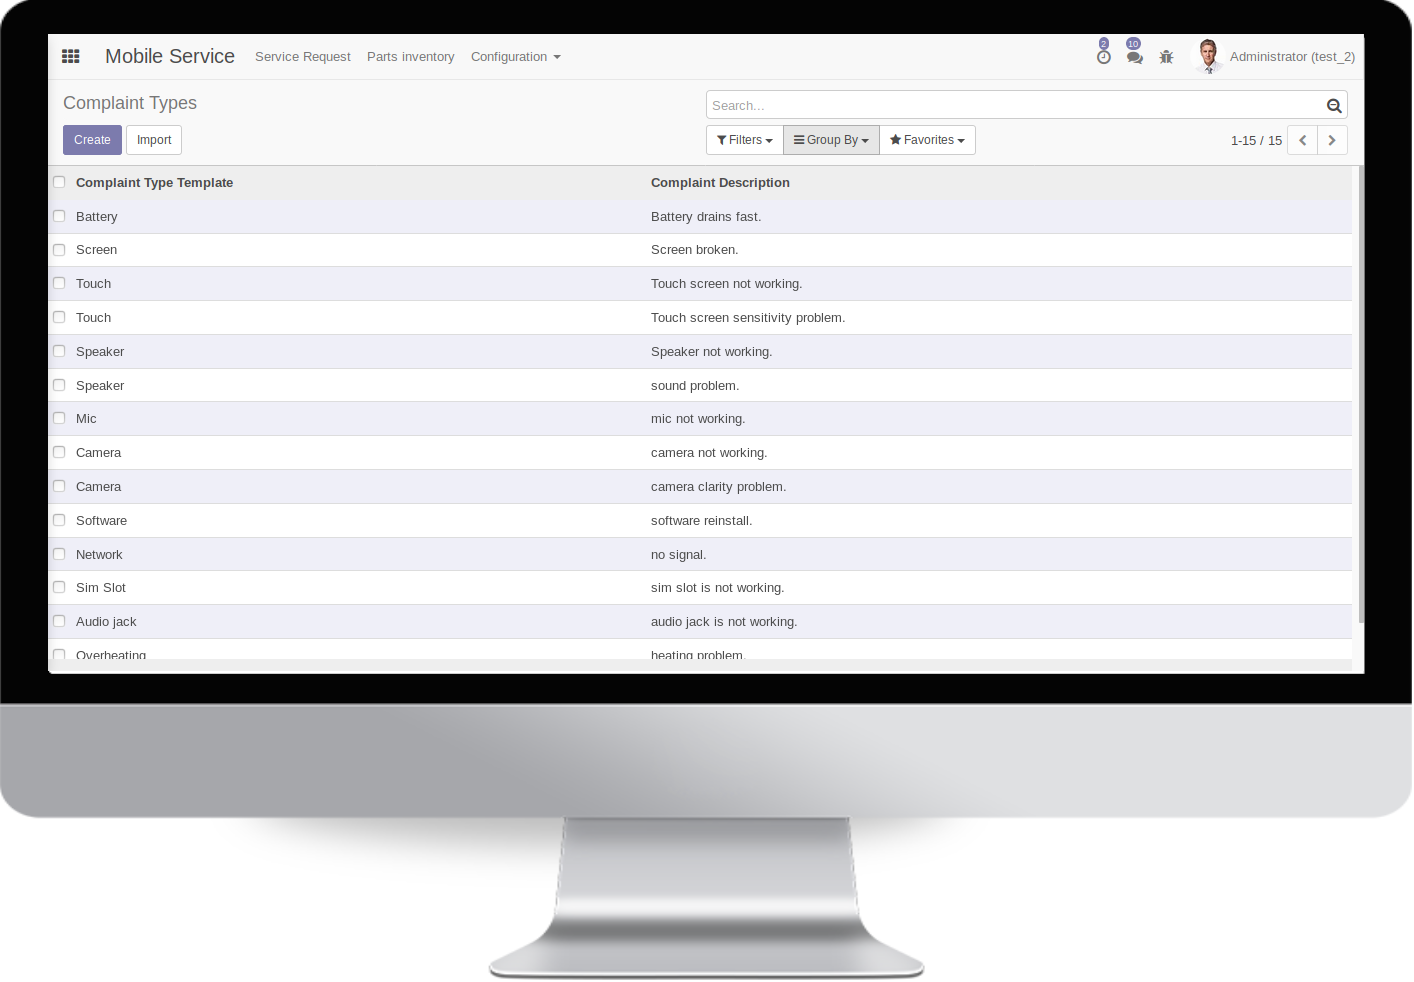 Mobile Service Service Request Parts inventory Configuration 2 10 Administrator (test_2)
Complaint Types
Search...
Create Import Filters Group By Favorites 1-15 / 15
Complaint Type Template Complaint Description
Battery Battery drains fast.
Screen Screen broken.
Touch Touch screen not working.
Touch Touch screen sensitivity problem.
Speaker Speaker not working.
Speaker sound problem.
Mic mic not working.
Camera camera not working.
Camera camera clarity problem.
Software software reinstall.
Network no signal.
Sim Slot sim slot is not working.
Audio jack audio jack is not working.
Overheating heating problem.